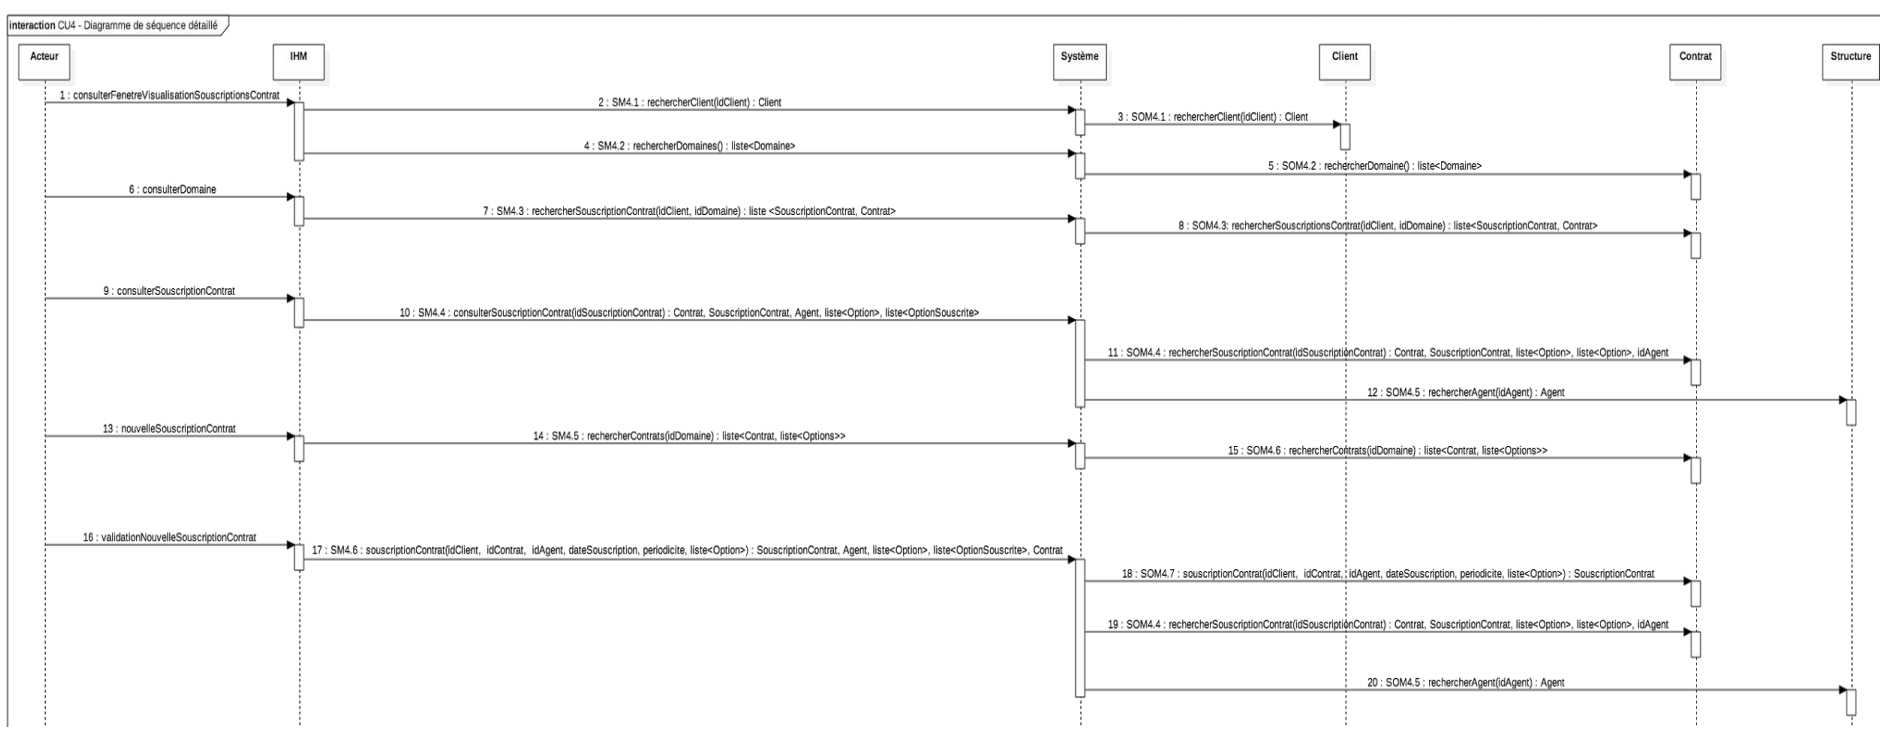 interaction CU4 - Diagramme de séquence détaillé
Acteur
IHM
Système
Client
Contrat
Structure
1 : consulterFenetreVisualisationSouscriptionsContrat
2 : SM4.1 : rechercherClient(idClient) : Client
3 : SOM4.1 : rechercherClient(idClient) : Client
4 : SM4.2 : rechercherDomaines() : liste<Domaine>
5 : SOM4.2 : rechercherDomaine() : liste<Domaine>
6 : consulterDomaine
7 : SM4.3 : rechercherSouscriptionContrat(idClient, idDomaine) : liste <SouscriptionContrat, Contrat>
8 : SOM4.3: rechercherSouscriptionsContrat(idClient, idDomaine) : liste<SouscriptionContrat, Contrat>
9 : consulterSouscriptionContrat
10 : SM4.4 : consulterSouscriptionContrat(idSouscriptionContrat) : Contrat, SouscriptionContrat, Agent, liste<Option>, liste<OptionSouscrite>
11 : SOM4.4 : rechercherSouscriptionContrat(idSouscriptionContrat) : Contrat, SouscriptionContrat, liste<Option>, liste<Option>, idAgent
12 : SOM4.5 : rechercherAgent(idAgent) : Agent
13 : nouvelleSouscriptionContrat
14 : SM4.5 : rechercherContrats(idDomaine) : liste<Contrat, liste<Options>>
15 : SOM4.6 : rechercherContrats(idDomaine) : liste<Contrat, liste<Options>>
16 : validationNouvelleSouscriptionContrat
17 : SM4.6 : souscriptionContrat(idClient, idContrat, idAgent, dateSouscription, periodicite, liste<Option>) : SouscriptionContrat, Agent, liste<Option>, liste<OptionSouscrite>, Contrat
18 : SOM4.7 : souscriptionContrat(idClient, idContrat, idAgent, dateSouscription, periodicite, liste<Option>) : SouscriptionContrat
19 : SOM4.4 : rechercherSouscriptionContrat(idSouscriptionContrat) : Contrat, SouscriptionContrat, liste<Option>, liste<Option>, idAgent
20 : SOM4.5 : rechercherAgent(idAgent) : Agent